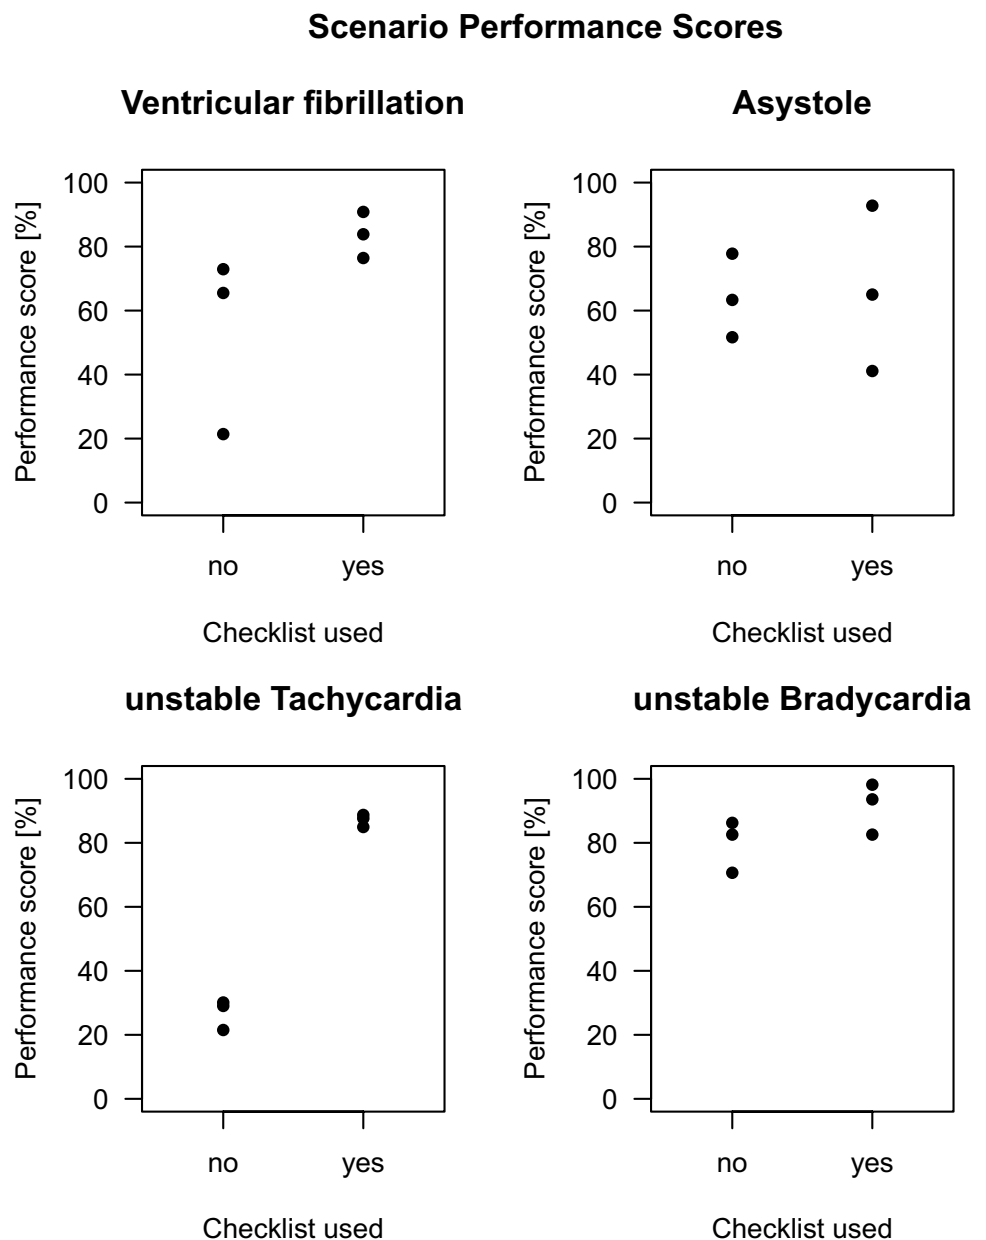 Scenario Performance Scores
Ventricular fibrillation
Performance score [%]
100
80
60
40
20
0
no yes
Checklist used
Asystole
Performance score [%]
100
80
60
40
20
0
no yes
Checklist used
unstable Tachycardia
Performance score [%]
100
80
60
40
20
0
no yes
Checklist used
unstable Bradycardia
Performance score [%]
100
80
60
40
20
0
no yes
Checklist used